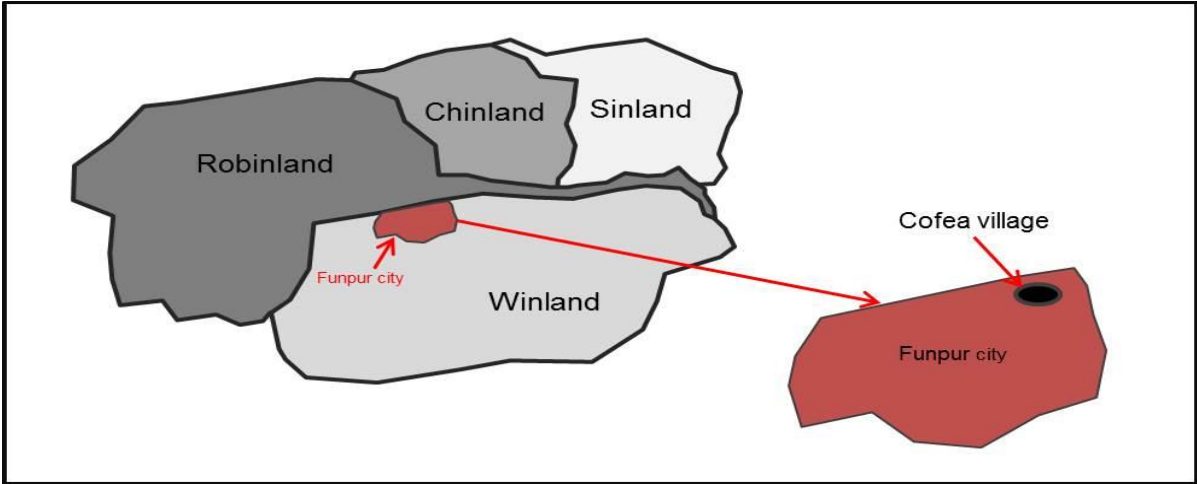 Chinland
Sinland
Robinland
Cofea village
Funpur city
Winland
Funpur city